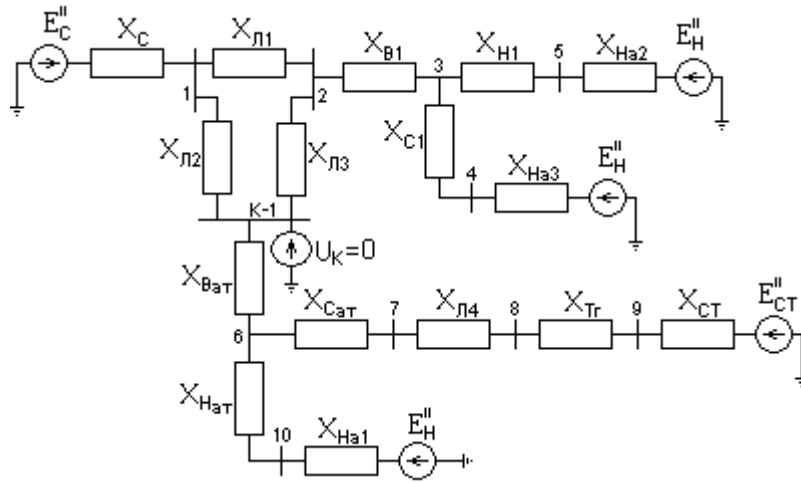 E"C XC XЛ1 XВ1 3 XН1 5 XНа2 E"Н
1 2
XЛ2 XЛ3 XС1 4 XНа3 E"Н
К-1
UК=0
XВат
XСат 7 XЛ4 8 XТг 9 XСТ E"СТ
6
XНат
10 XНа1 E"Н